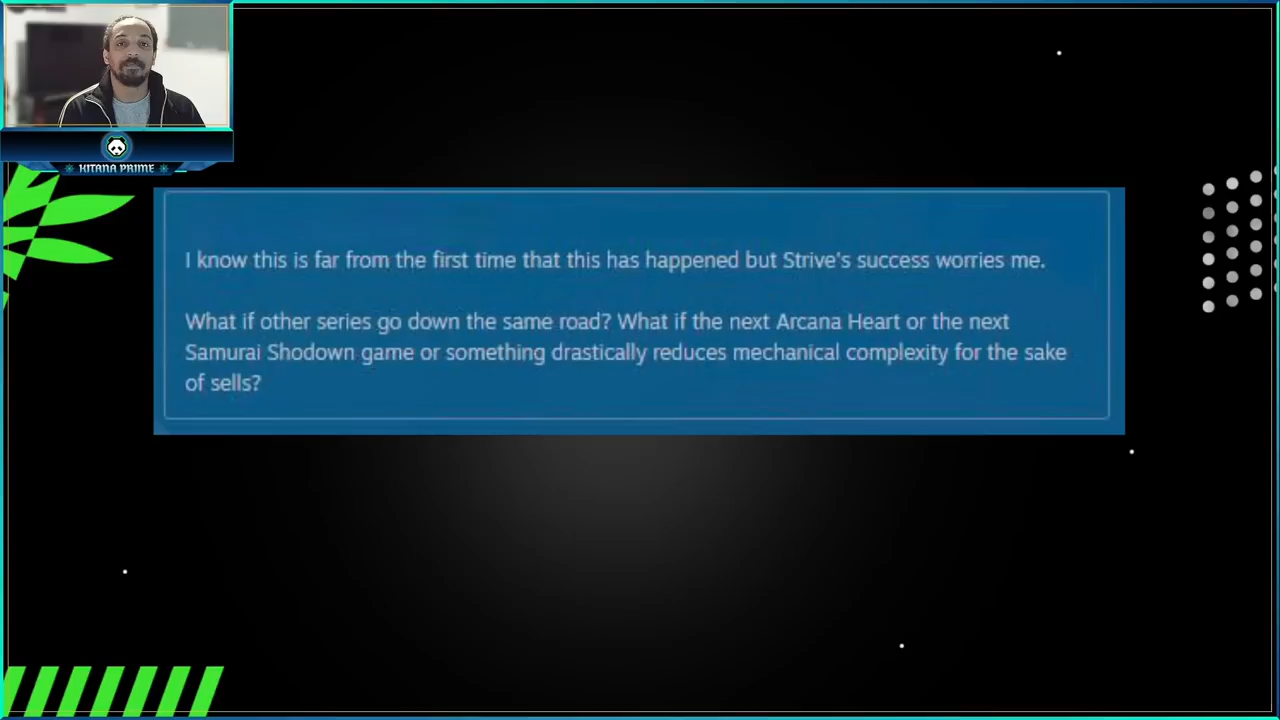 KITANA PRIME
I know this is far from the first time that this has happened but Strive's success worries me.
What if other series go down the same road? What if the next Arcana Heart or the next
Samurai Shodown game or something drastically reduces mechanical complexity for the sake
of sells?